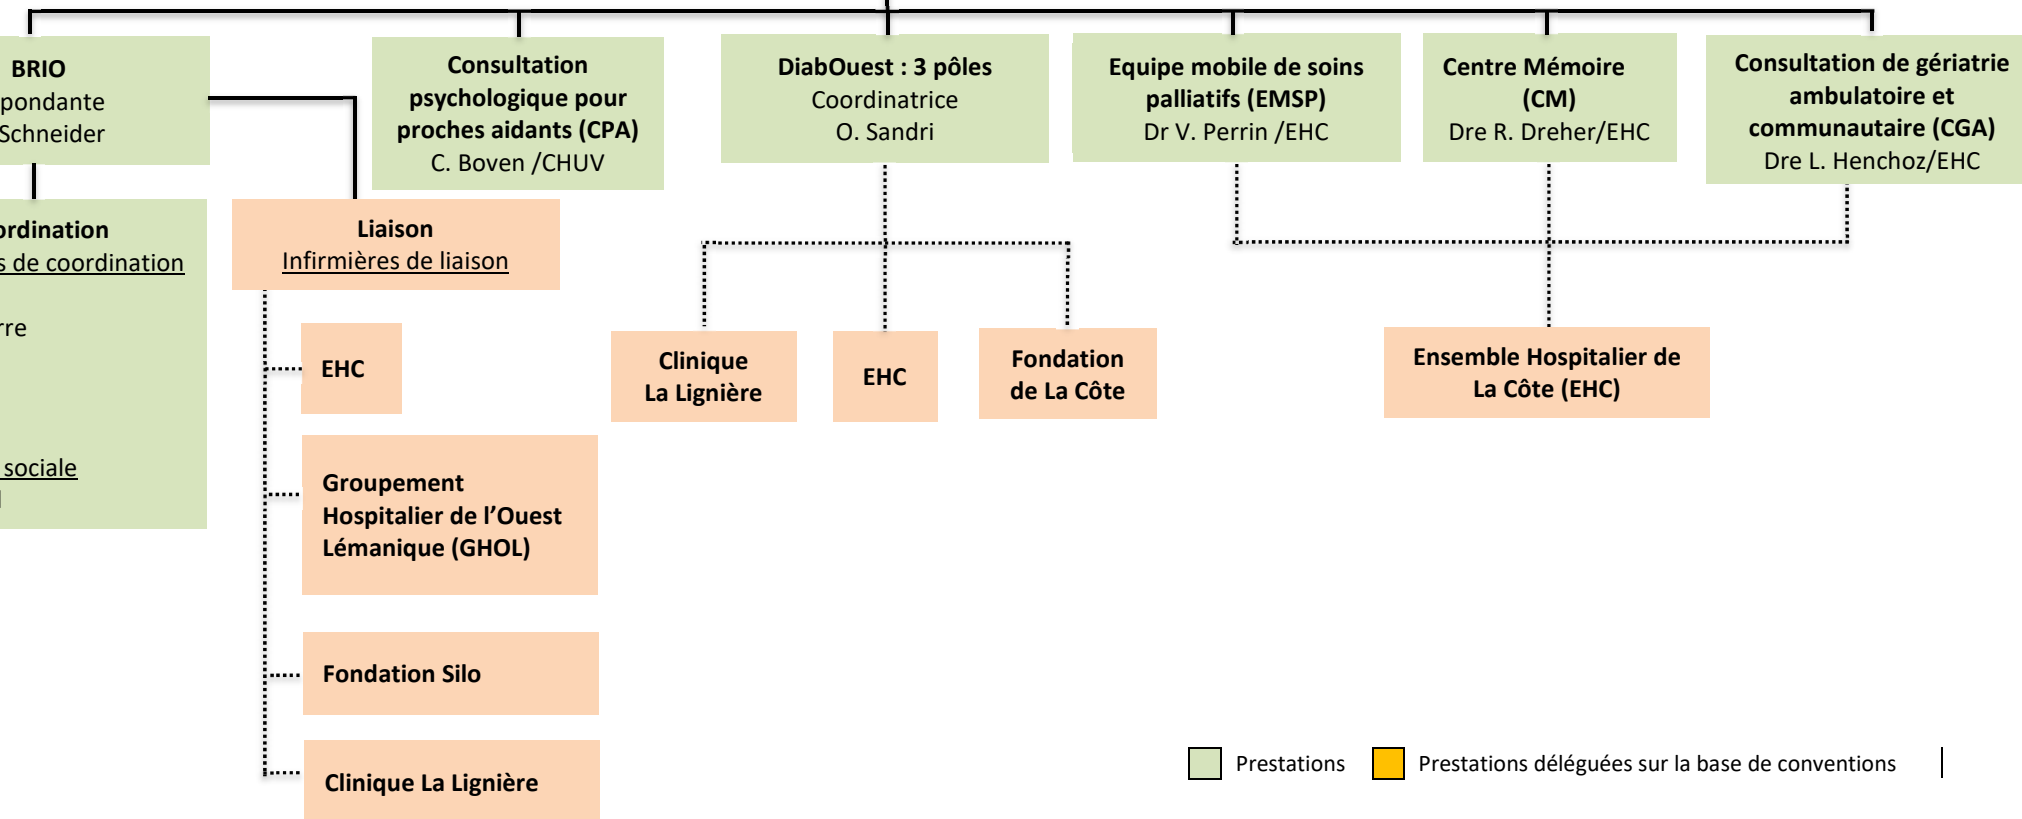 BRIO
pondante
Schneider
Consultation
psychologique pour
proches aidants (CPA)
C. Boven /CHUV
DiabOuest : 3 pôles
Coordinatrice
O. Sandri
Equipe mobile de soins
palliatifs (EMSP)
Dr V. Perrin /EHC
Centre Mémoire
(CM)
Dre R. Dreher/EHC
Consultation de gériatrie
ambulatoire et
communautaire (CGA)
Dre L. Henchoz/EHC
ordination
s de coordination
rre
sociale
Liaison
Infirmières de liaison
EHC
Groupement
Hospitalier de l’Ouest
Lémanique (GHOL)
Fondation Silo
Clinique La Lignière
Clinique
La Lignière
EHC
Fondation
de La Côte
Ensemble Hospitalier de
La Côte (EHC)
Prestations
Prestations déléguées sur la base de conventions